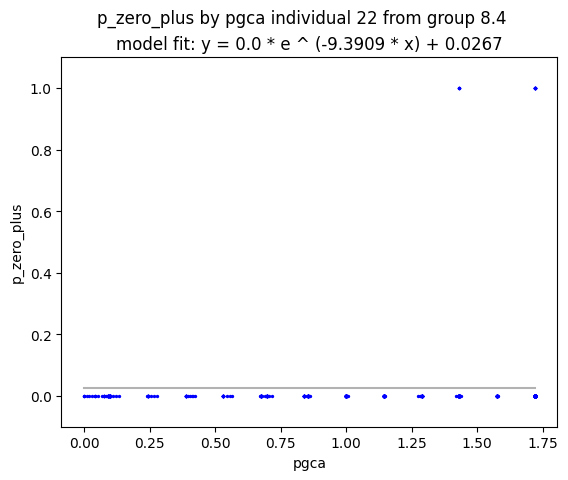 p_zero_plus by pgca individual 22 from group 8.4
model fit: y = 0.0 * e ^ (-9.3909 * x) + 0.0267
1.0
0.8
0.6
0.4
0.2
0.0
p_zero_plus
0.00 0.25 0.50 0.75 1.00 1.25 1.50 1.75
pgca